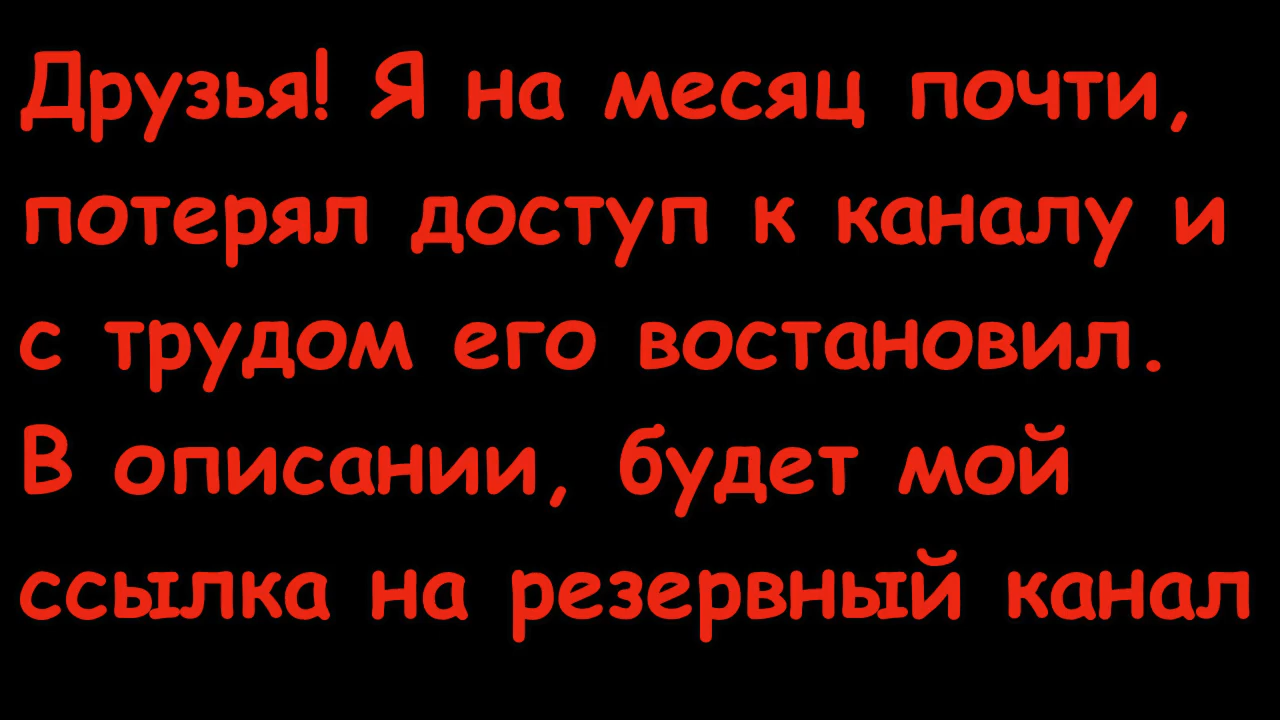 Друзья! Я на месяц почти,
потерял доступ к каналу и
с трудом его востановил.
В описании, будет мой
ссылка на резервный канал